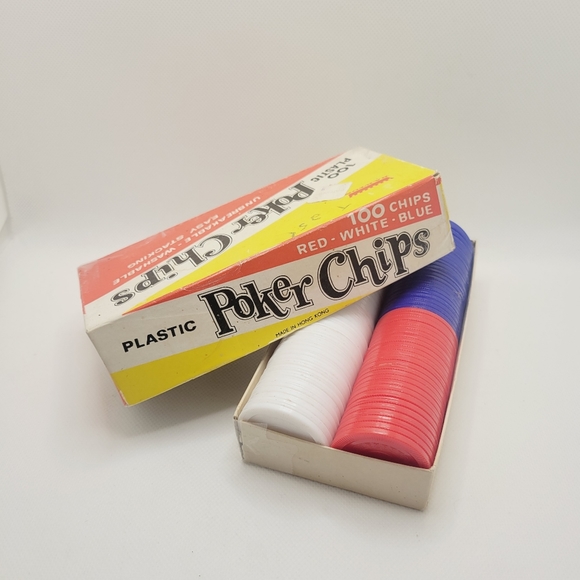 100
PLASTIC
Poker Chips
UNBREAKABLE - WASHABLE
EASY STACKING
100 CHIPS
RED - WHITE - BLUE
PLASTIC Poker Chips
MADE IN HONG KONG